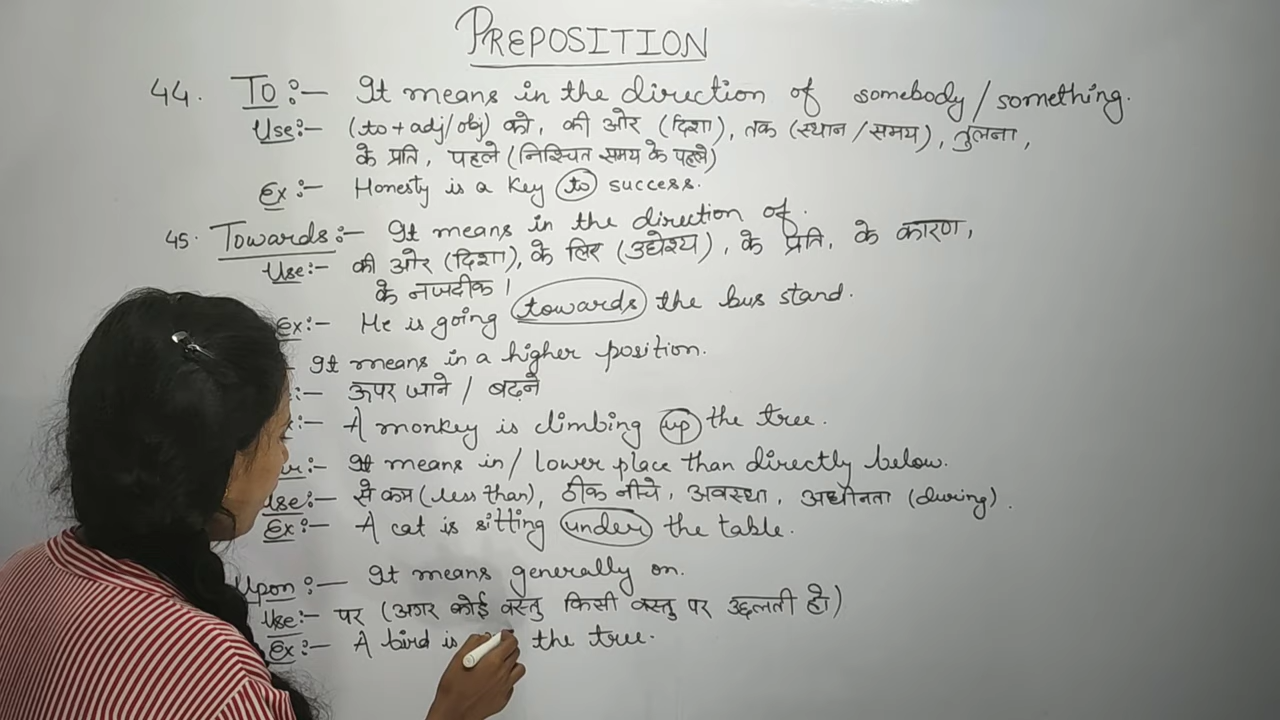 PREPOSITION
44. To :- It means in the direction of somebody/something.
Use :- (to + adj/obj) को, की ओर (दिशा), तक (स्थान/समय), तुलना,
के प्रति, पहले (निश्चित समय के पहले)
Ex :- Honesty is a key to success.
45. Towards :- It means in the direction of.
Use :- की ओर (दिशा), के लिए (उद्येश्य), के प्रति, के कारण,
के नजदीक।
Ex :- He is going towards the bus stand.
It means in a higher position.
:- ऊपर जाने / बढ़ने
:- A monkey is climbing up the tree.
:- It means in/ lower place than directly below.
Use :- से कम (less than), ठीक नीचे, अवस्था, अधीनता (during).
Ex :- A cat is sitting under the table.
Upon :- It means generally on.
Use :- पर (अगर कोई वस्तु किसी वस्तु पर उछलती हो)
Ex :- A bird is the tree.